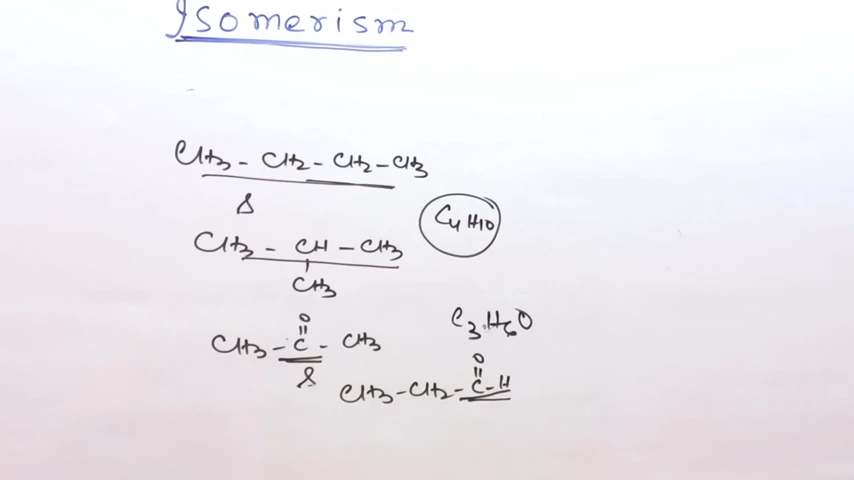 Isomerism
CH3 - CH2 - CH2 - CH3
&
C4H10
CH3 - CH - CH3
CH3
O
C3H6O
CH3 - C - CH3
&
O
CH3 - CH2 - C - H